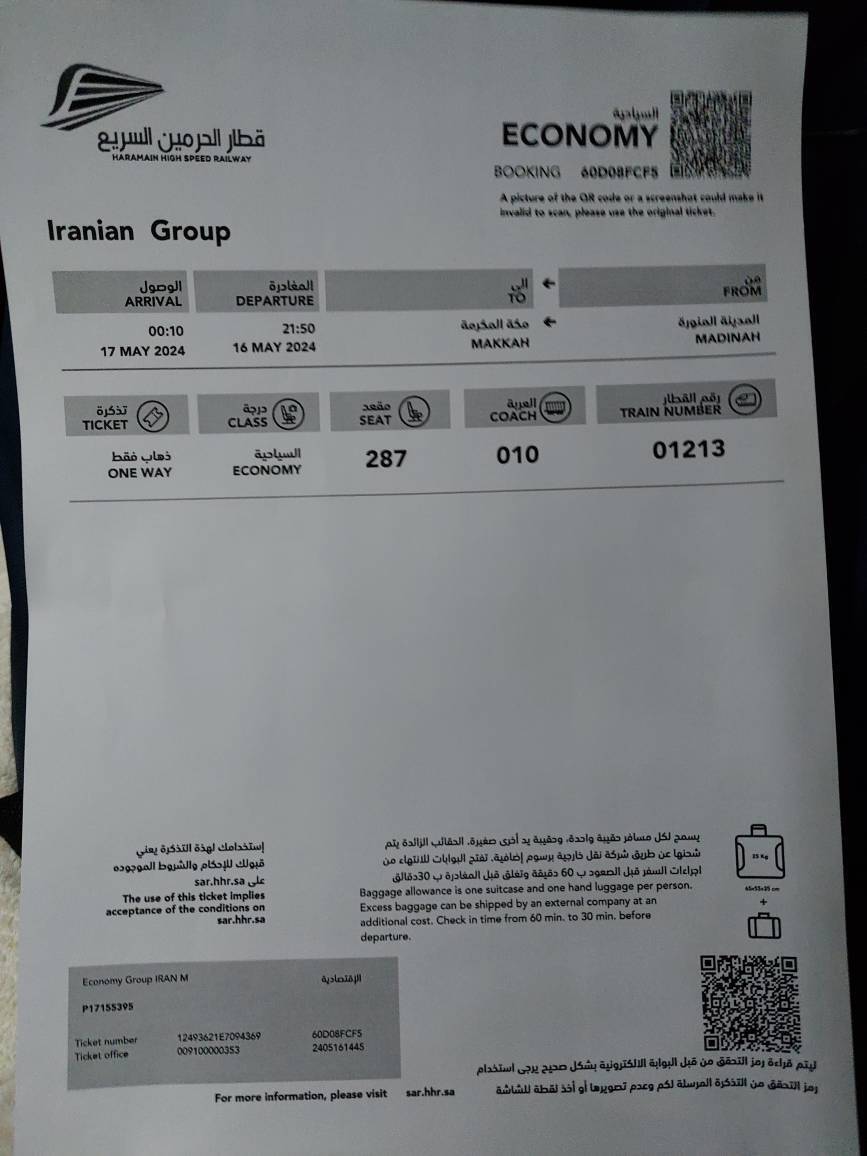 قطار الحرمين السريع
HARAMAIN HIGH SPEED RAILWAY
السياحية
ECONOMY
BOOKING 60D08FCF5
A picture of the QR code or a screenshot could make it
invalid to scan, please use the original ticket.
Iranian Group
الوصول المغادرة الى ← من
ARRIVAL DEPARTURE TO FROM
00:10 21:50 مكة المكرمة ← المدينة المنورة
17 MAY 2024 16 MAY 2024 MAKKAH MADINAH
تذكرة درجة مقعد العربة رقم القطار
TICKET CLASS SEAT COACH TRAIN NUMBER
ذهاب فقط السياحية 287 010 01213
ONE WAY ECONOMY
إستخدامك لهذة التذكرة يعني
قبولك للإحكام والشروط الموجوده
على sar.hhr.sa
The use of this ticket implies
acceptance of the conditions on
sar.hhr.sa
يسمح لكل مسافر حقيبة واحدة، وحقيبة يد أخرى صغيرة. الحقائب الزائدة يتم
شحنها عن طريق شركة نقل خارجية برسوم إضافية. تفتح البوابات للانتهاء من
اجراءات السفر قبل الصعود ب 60 دقيقة وتغلق قبل المغادرة ب 30دقائق
Baggage allowance is one suitcase and one hand luggage per person.
Excess baggage can be shipped by an external company at an
additional cost. Check in time from 60 min. to 30 min. before
departure.
25 Kg
65x55x35 cm
+
Economy Group IRAN M الإقتصادية
P17155395
Ticket number 12493621E7094369 60D08FCF5
Ticket office 009100000353 2405161445
ليتم قراءة رمز التحقق من قبل البوابة الالكترونية بشكل صحيح يرجى استخدام
رمز التحقق من التذكرة المرسلة لكم وعدم تصويرها أو أخذ لقطة للشاشة
For more information, please visit sar.hhr.sa